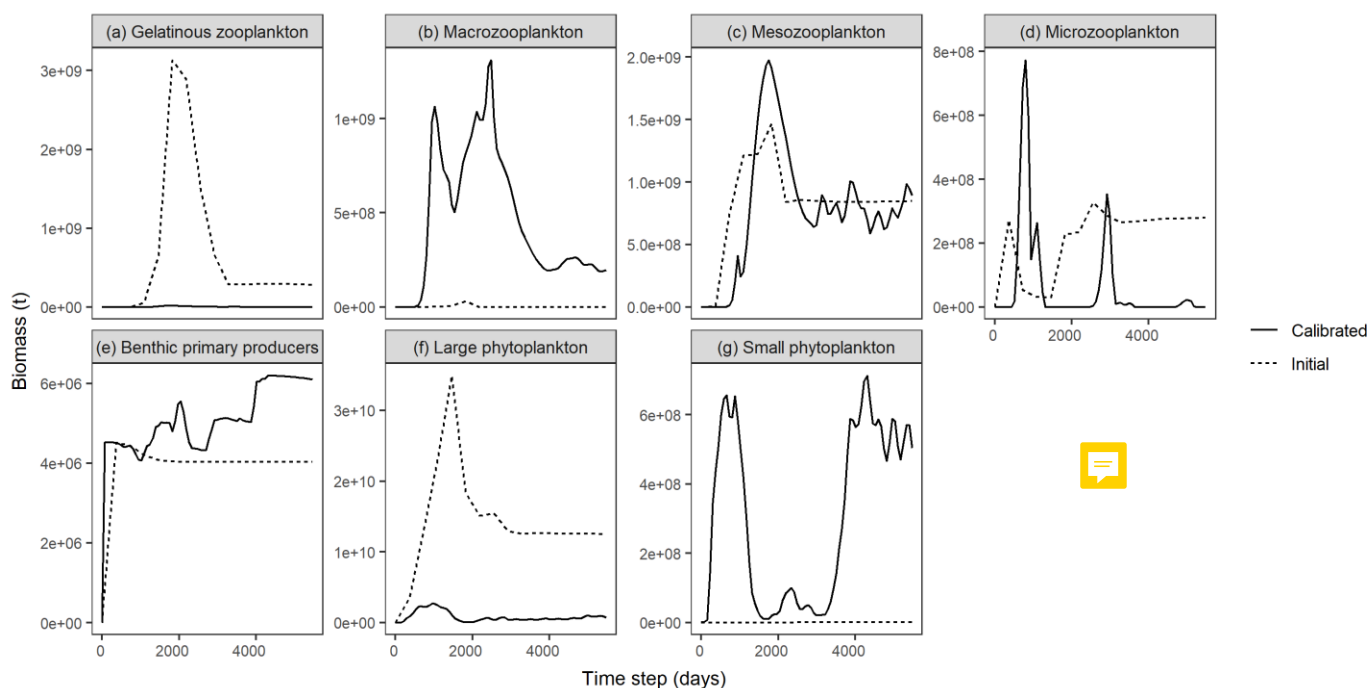 (a) Gelatinous zooplankton
(b) Macrozooplankton
(c) Mesozooplankton
(d) Microzooplankton
3e+09
2e+09
1e+09
0e+00
1e+09
5e+08
0e+00
2.0e+09
1.5e+09
1.0e+09
5.0e+08
0.0e+00
8e+08
6e+08
4e+08
2e+08
0e+00
0
2000
4000
Biomass (t)
Calibrated
Initial
(e) Benthic primary producers
(f) Large phytoplankton
(g) Small phytoplankton
6e+06
4e+06
2e+06
0e+00
3e+10
2e+10
1e+10
0e+00
6e+08
4e+08
2e+08
0e+00
0
2000
4000
0
2000
4000
0
2000
4000
Time step (days)